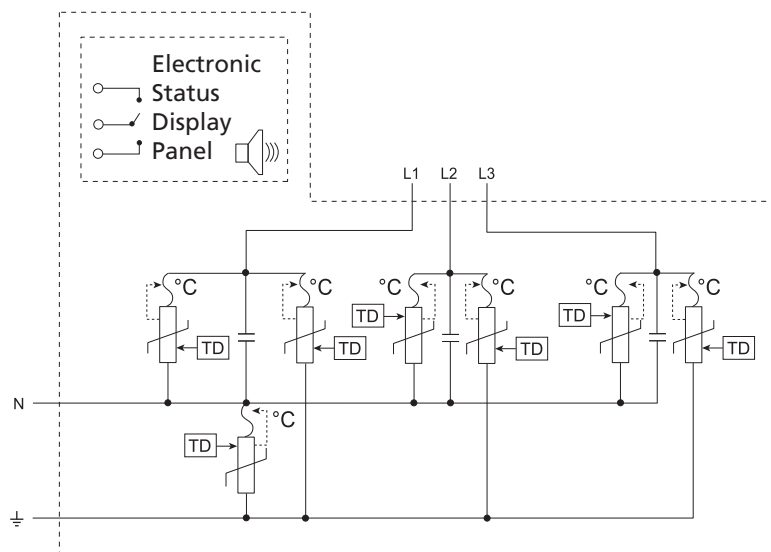 Electronic
Status
Display
Panel
L1 L2 L3
°C °C °C °C °C °C
TD TD
TD TD TD TD
N
°C
TD